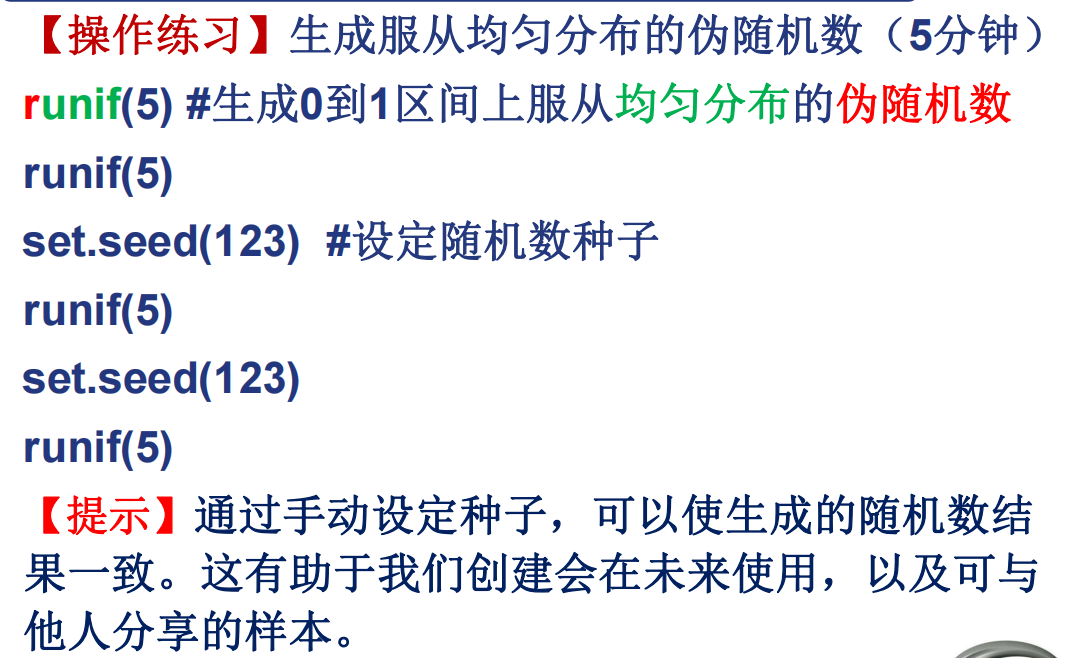 【操作练习】生成服从均匀分布的伪随机数（5分钟）
runif(5) #生成0到1区间上服从均匀分布的伪随机数
runif(5)
set.seed(123) #设定随机数种子
runif(5)
set.seed(123)
runif(5)
【提示】通过手动设定种子，可以使生成的随机数结
果一致。这有助于我们创建会在未来使用，以及可与
他人分享的样本。